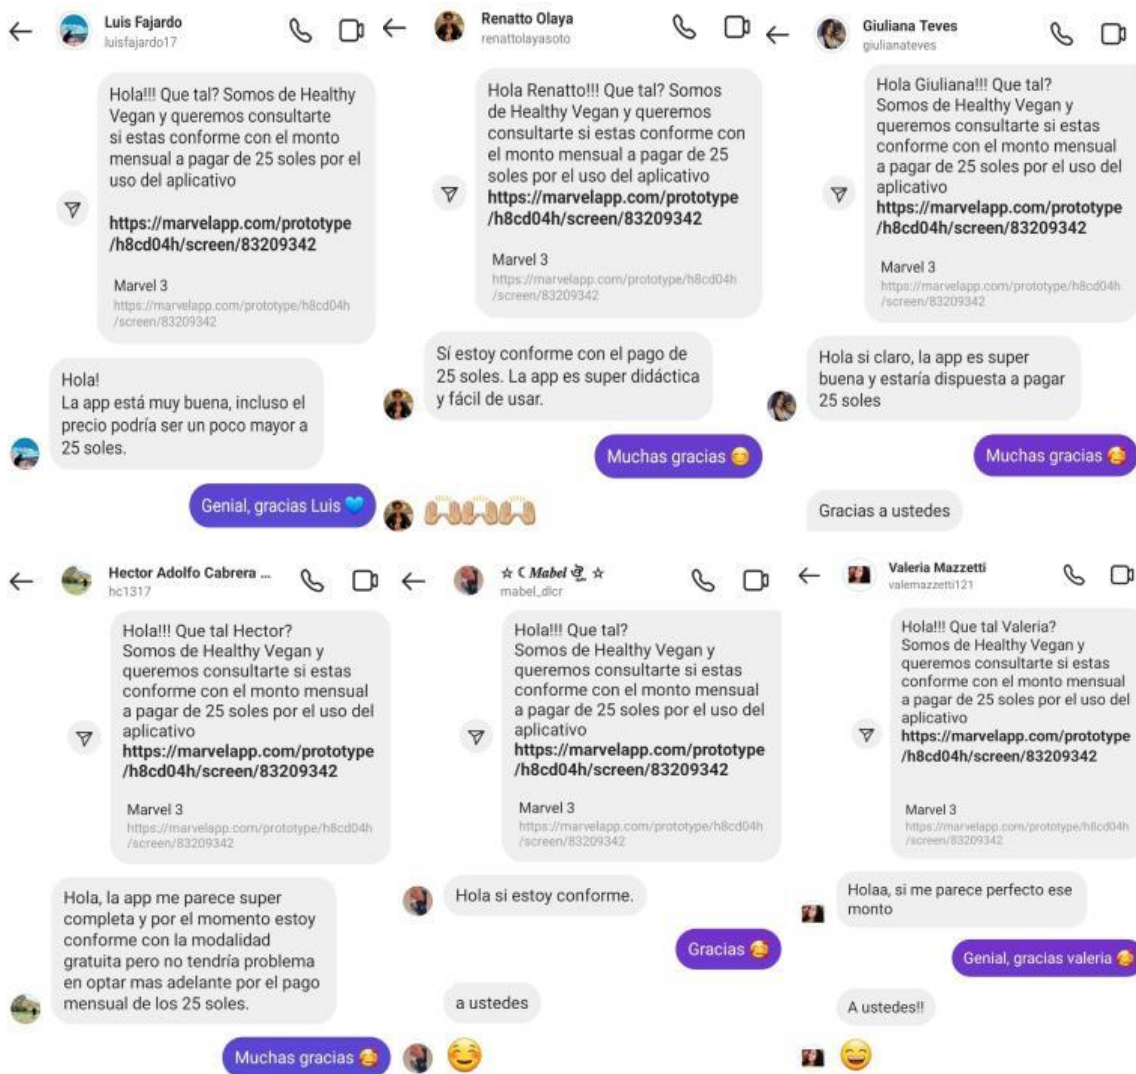 Luis Fajardo
luisfajardo17
Hola!!! Que tal? Somos de Healthy
Vegan y queremos consultarte
si estas conforme con el monto
mensual a pagar de 25 soles por el
uso del aplicativo
https://marvelapp.com/prototype
/h8cd04h/screen/83209342
Marvel 3
https://marvelapp.com/prototype/h8cd04h
/screen/83209342
Hola!
La app está muy buena, incluso el
precio podría ser un poco mayor a
25 soles.
Genial, gracias Luis 💙
Renatto Olaya
renattolayasoto
Hola Renatto!!! Que tal? Somos
de Healthy Vegan y queremos
consultarte si estas conforme con
el monto mensual a pagar de 25
soles por el uso del aplicativo
https://marvelapp.com/prototype
/h8cd04h/screen/83209342
Marvel 3
https://marvelapp.com/prototype/h8cd04h
/screen/83209342
Sí estoy conforme con el pago de
25 soles. La app es super didáctica
y fácil de usar.
Muchas gracias 😊
🙌🏼🙌🏼🙌🏼
Giuliana Teves
giulianateves
Hola Giuliana!!! Que tal?
Somos de Healthy Vegan y
queremos consultarte si estas
conforme con el monto mensual
a pagar de 25 soles por el uso del
aplicativo
https://marvelapp.com/prototype
/h8cd04h/screen/83209342
Marvel 3
https://marvelapp.com/prototype/h8cd04h
/screen/83209342
Hola si claro, la app es super
buena y estaría dispuesta a pagar
25 soles
Muchas gracias 🥰
Gracias a ustedes
Hector Adolfo Cabrera ...
hc1317
Hola!!! Que tal Hector?
Somos de Healthy Vegan y
queremos consultarte si estas
conforme con el monto mensual
a pagar de 25 soles por el uso del
aplicativo
https://marvelapp.com/prototype
/h8cd04h/screen/83209342
Marvel 3
https://marvelapp.com/prototype/h8cd04h
/screen/83209342
Hola, la app me parece super
completa y por el momento estoy
conforme con la modalidad
gratuita pero no tendría problema
en optar mas adelante por el pago
mensual de los 25 soles.
Muchas gracias 🥰
☆ ☾ Mabel ☆
mabel_dlcr
Hola!!! Que tal?
Somos de Healthy Vegan y
queremos consultarte si estas
conforme con el monto mensual
a pagar de 25 soles por el uso del
aplicativo
https://marvelapp.com/prototype
/h8cd04h/screen/83209342
Marvel 3
https://marvelapp.com/prototype/h8cd04h
/screen/83209342
Hola si estoy conforme.
Gracias 🥰
a ustedes
☺️
Valeria Mazzetti
valemazzetti121
Hola!!! Que tal Valeria?
Somos de Healthy Vegan y
queremos consultarte si estas
conforme con el monto mensual
a pagar de 25 soles por el uso del
aplicativo
https://marvelapp.com/prototype
/h8cd04h/screen/83209342
Marvel 3
https://marvelapp.com/prototype/h8cd04h
/screen/83209342
Holaa, si me parece perfecto ese
monto
Genial, gracias valeria 🥰
A ustedes!!
😄